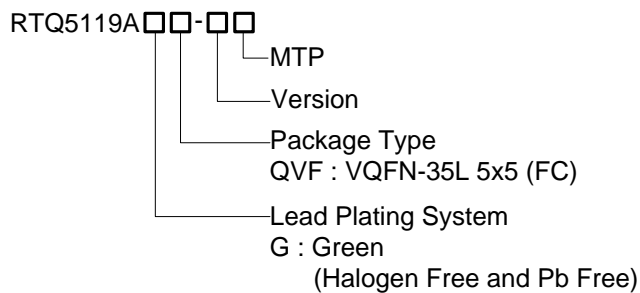 RTQ5119A□□-□□
MTP
Version
Package Type
QVF : VQFN-35L 5x5 (FC)
Lead Plating System
G : Green
(Halogen Free and Pb Free)